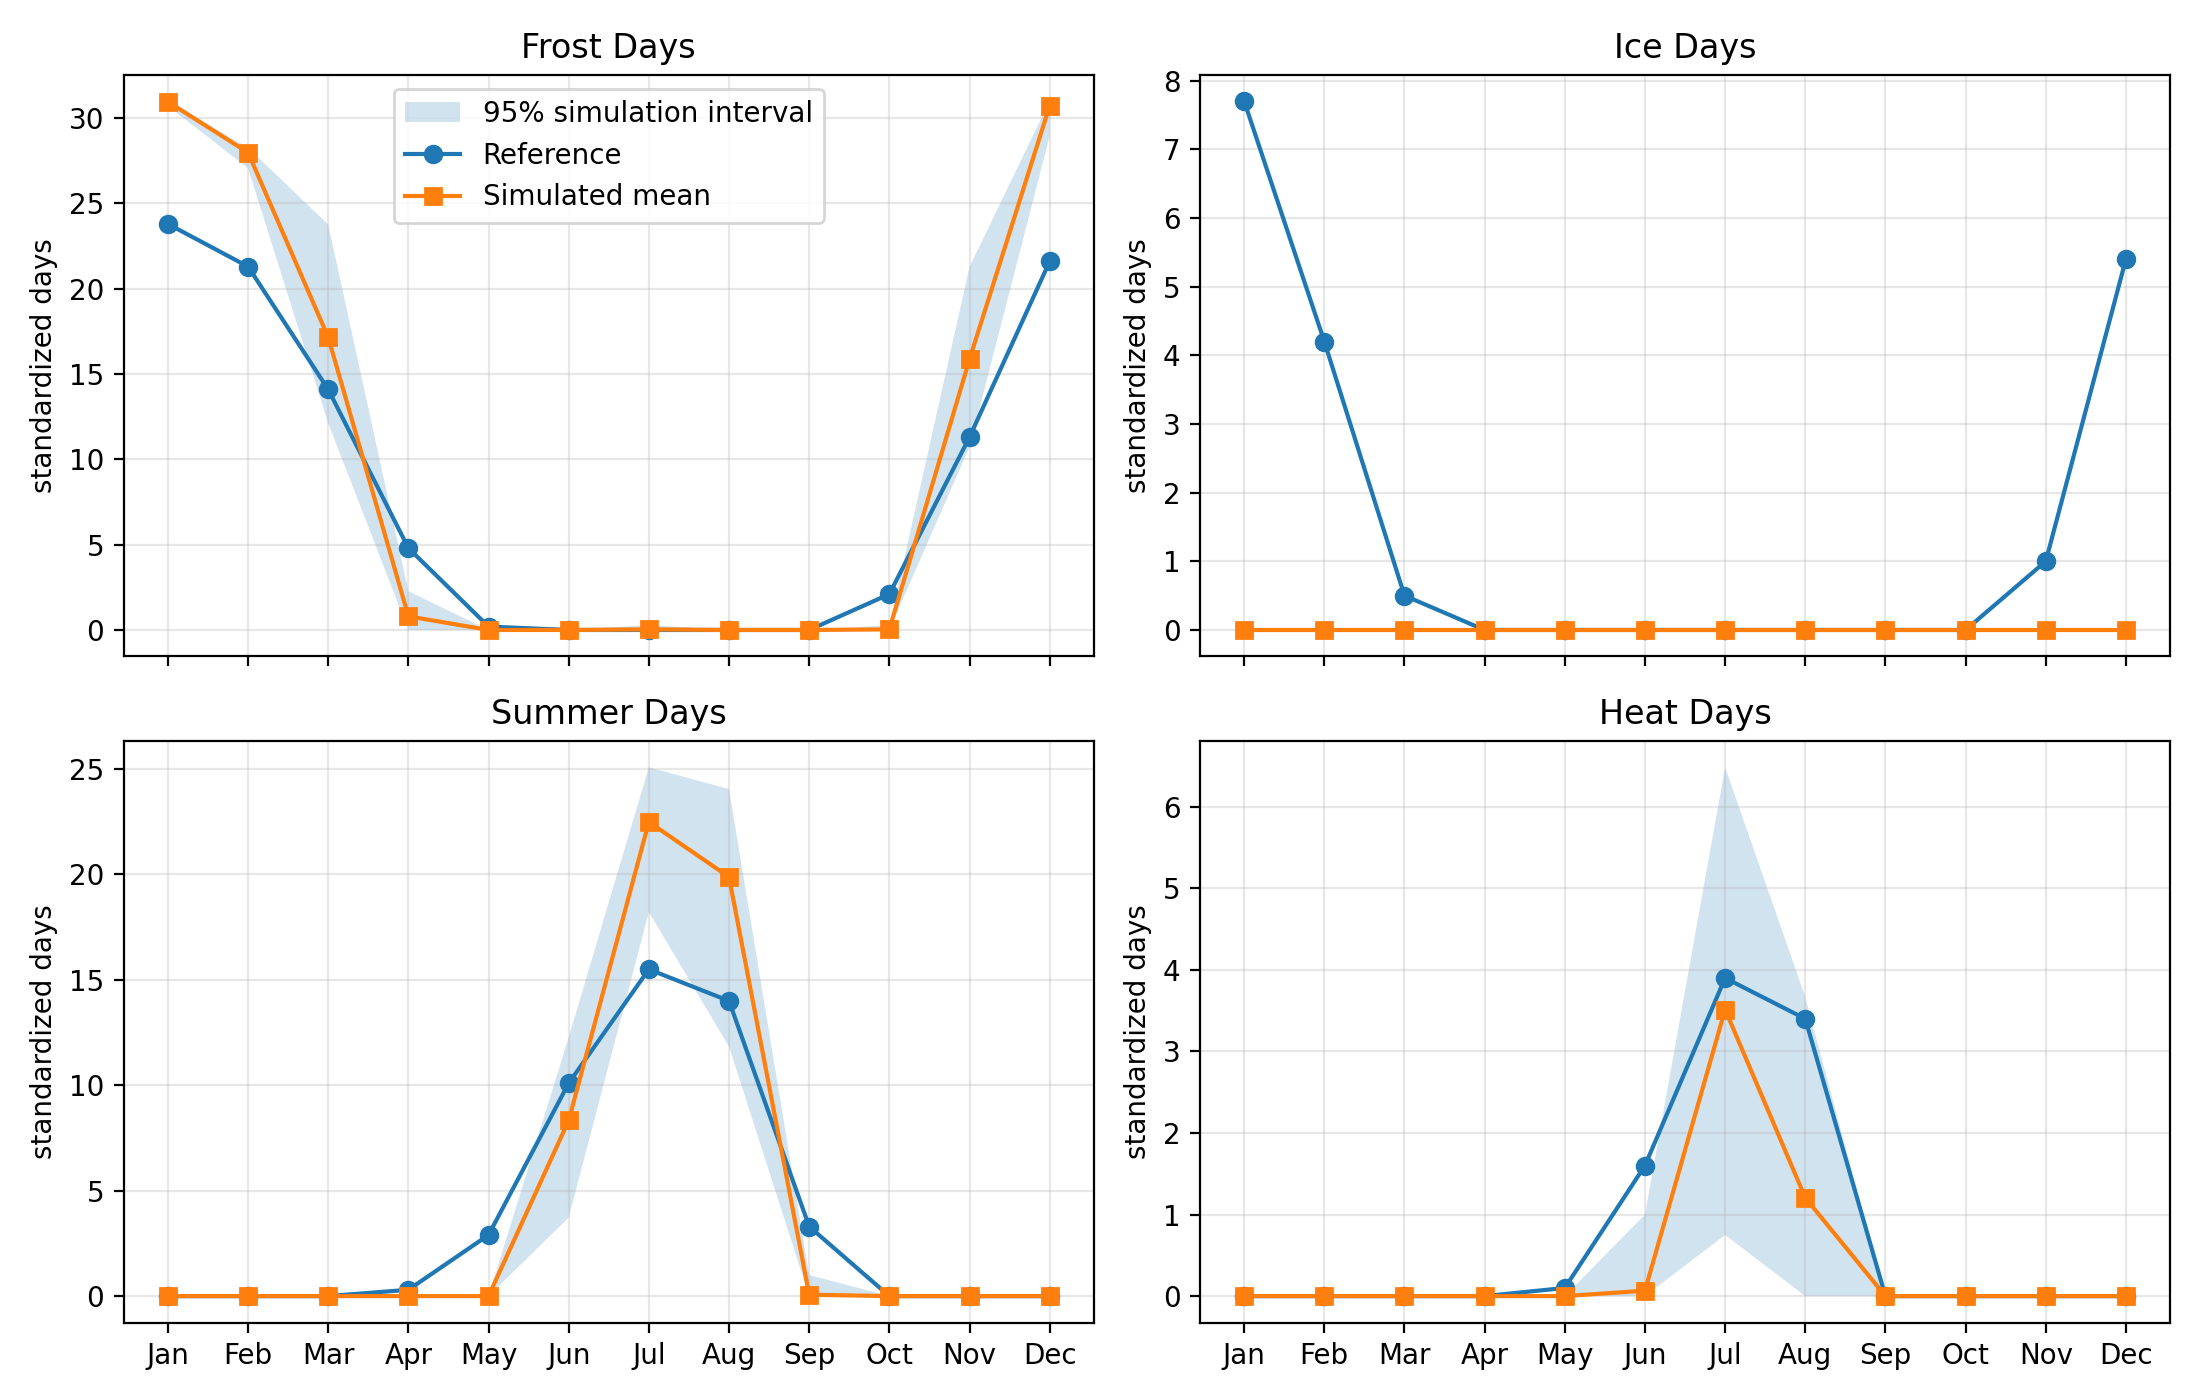 Frost Days
standardized days
30
25
20
15
10
5
0
95% simulation interval
Reference
Simulated mean
Ice Days
standardized days
8
7
6
5
4
3
2
1
0
Summer Days
standardized days
25
20
15
10
5
0
Jan Feb Mar Apr May Jun Jul Aug Sep Oct Nov Dec
Heat Days
standardized days
6
5
4
3
2
1
0
Jan Feb Mar Apr May Jun Jul Aug Sep Oct Nov Dec